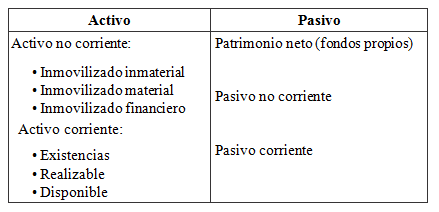 Activo
Pasivo
Activo no corriente:
• Inmovilizado inmaterial
• Inmovilizado material
• Inmovilizado financiero
Activo corriente:
• Existencias
• Realizable
• Disponible
Patrimonio neto (fondos propios)
Pasivo no corriente
Pasivo corriente